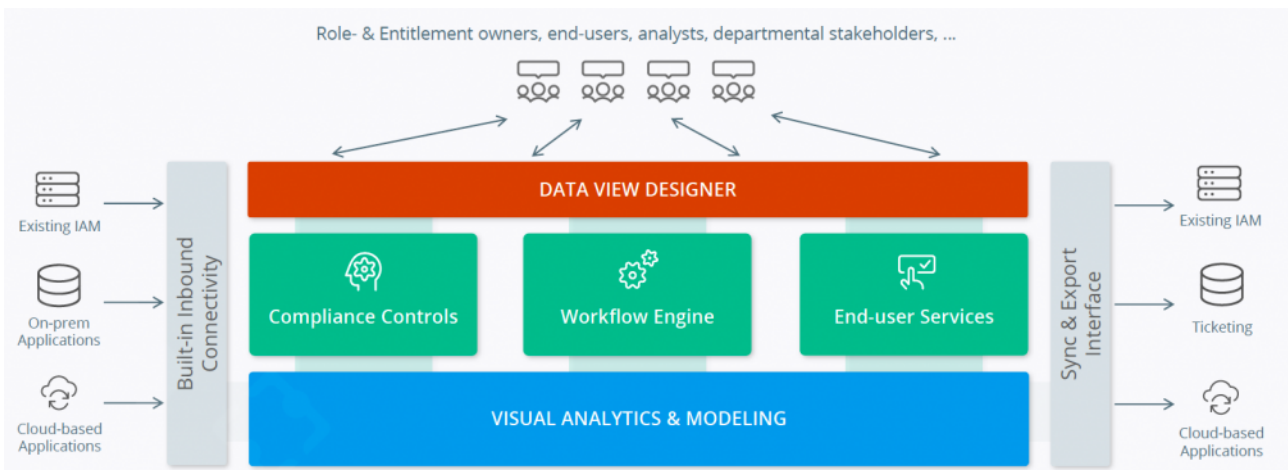 Role- & Entitlement owners, end-users, analysts, departmental stakeholders, ...
Existing IAM
On-prem
Applications
Cloud-based
Applications
Built-in Inbound
Connectivity
DATA VIEW DESIGNER
Compliance Controls
Workflow Engine
End-user Services
VISUAL ANALYTICS & MODELING
Sync & Export
Interface
Existing IAM
Ticketing
Cloud-based
Applications